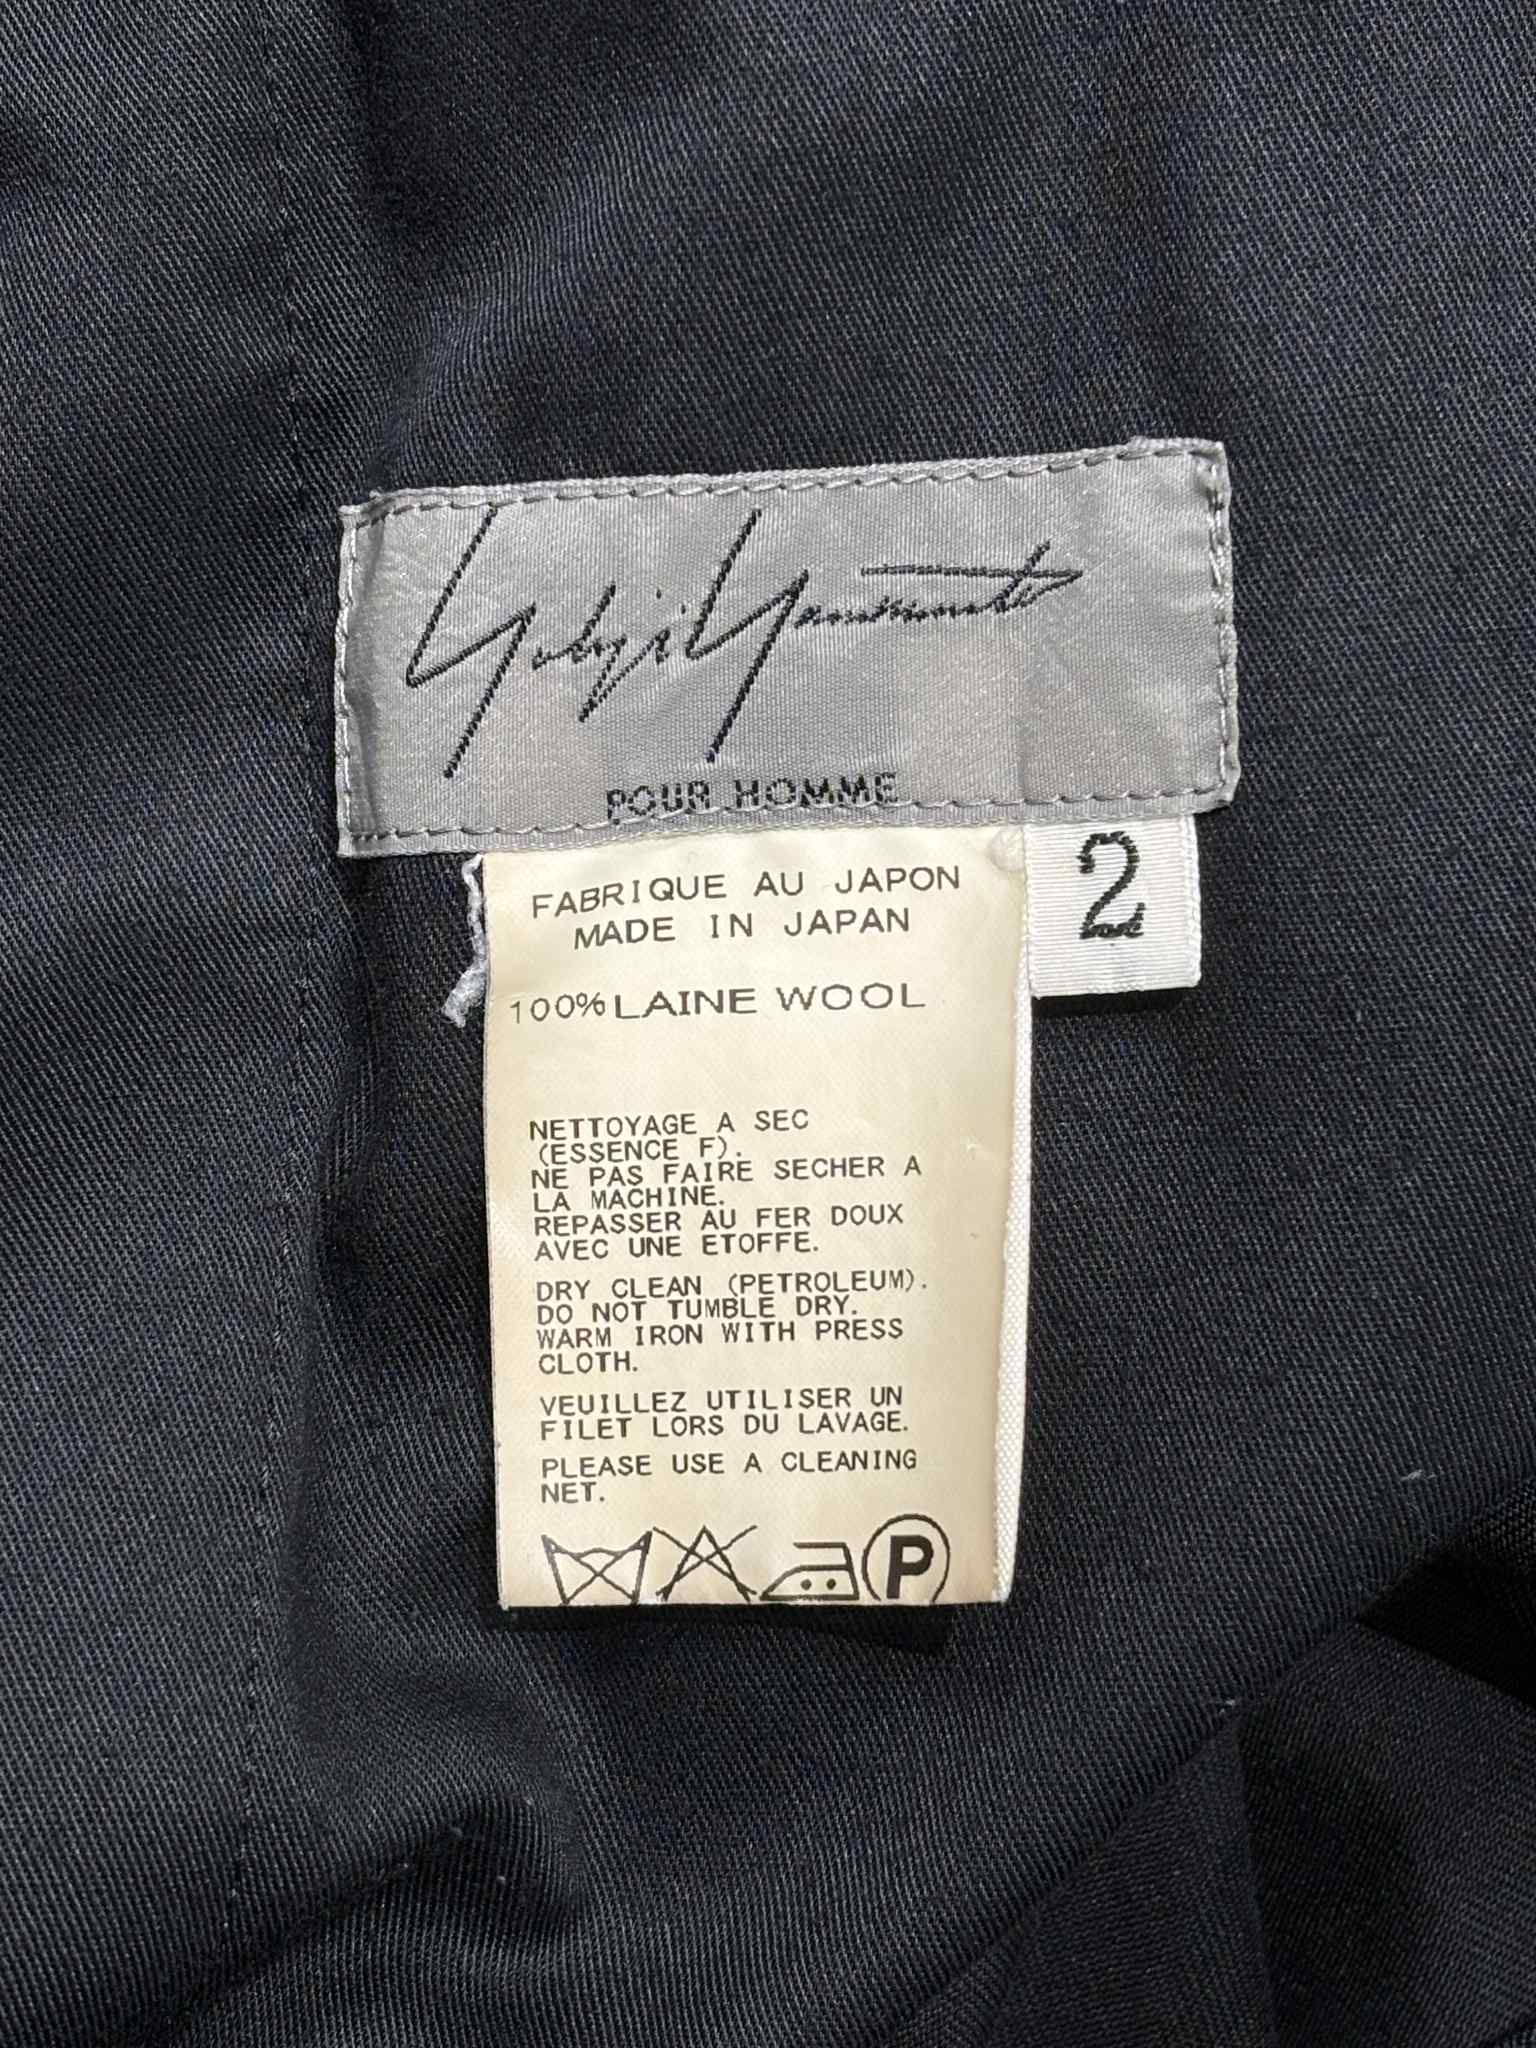 Yohji Yamamoto
POUR HOMME
2
FABRIQUE AU JAPON
MADE IN JAPAN
100% LAINE WOOL
NETTOYAGE A SEC
(ESSENCE F).
NE PAS FAIRE SECHER A
LA MACHINE.
REPASSER AU FER DOUX
AVEC UNE ETOFFE.
DRY CLEAN (PETROLEUM).
DO NOT TUMBLE DRY.
WARM IRON WITH PRESS
CLOTH.
VEUILLEZ UTILISER UN
FILET LORS DU LAVAGE.
PLEASE USE A CLEANING
NET.
P